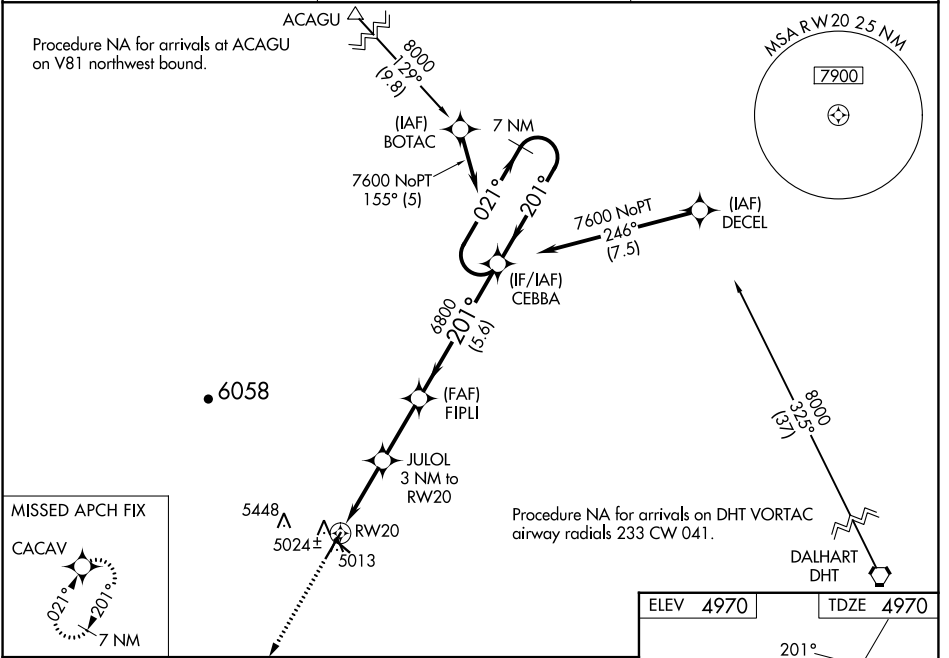 ACAGU
Procedure NA for arrivals at ACAGU
on V81 northwest bound.
8000
129°
(9.8)
MSA RW20 25 NM
7900
(IAF)
BOTAC
7 NM
7600 NoPT
155° (5)
021°
201°
7600 NoPT
246°
(7.5)
(IAF)
DECEL
(IF/IAF)
CEBBA
6800
201°
(5.6)
6058
(FAF)
FIPLI
8000
325°
(37)
JULOL
3 NM to
RW20
MISSED APCH FIX
CACAV
021°
201°
7 NM
5448
5024±
RW20
5013
Procedure NA for arrivals on DHT VORTAC
airway radials 233 CW 041.
DALHART
DHT
ELEV 4970
TDZE 4970
201°